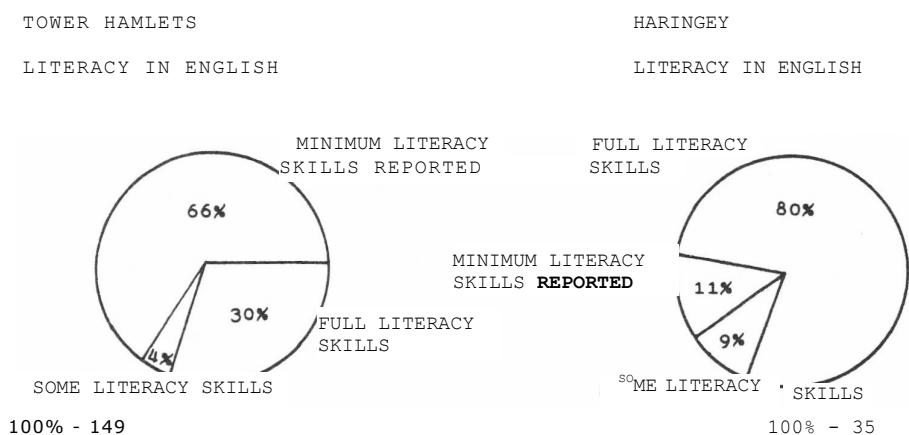 TOWER HAMLETS
LITERACY IN ENGLISH
MINIMUM LITERACY
SKILLS REPORTED
66%
30%
4%
FULL LITERACY
SKILLS
SOME LITERACY SKILLS
100% - 149
HARINGEY
LITERACY IN ENGLISH
FULL LITERACY
SKILLS
80%
MINIMUM LITERACY
SKILLS REPORTED
11%
9%
SOME LITERACY
SKILLS
100% - 35